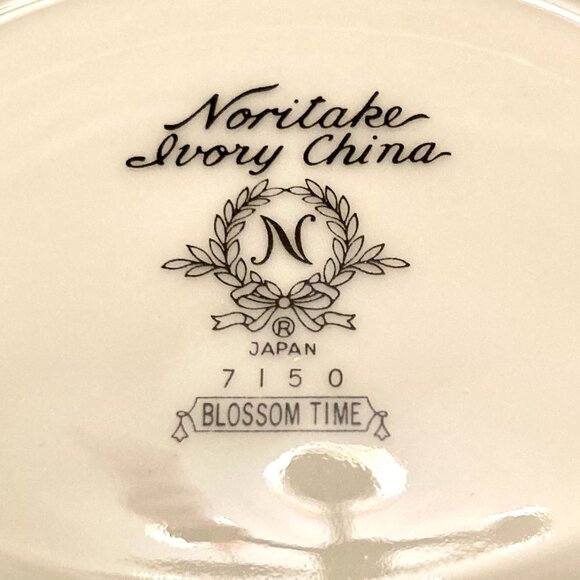 Noritake
Ivory China
N
®
JAPAN
7150
BLOSSOM TIME